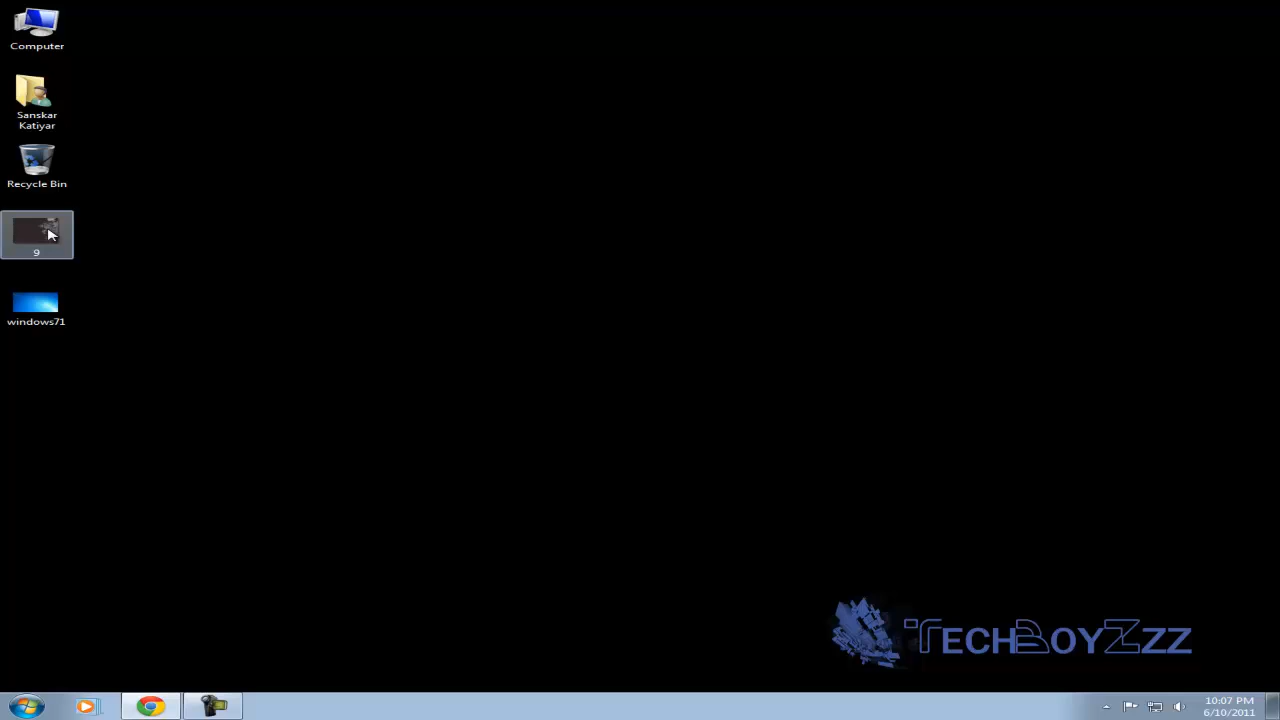 Computer
Sanskar
Katiyar
Recycle Bin
9
windows71
TECHBOYZZZ
10:07 PM
6/10/2011